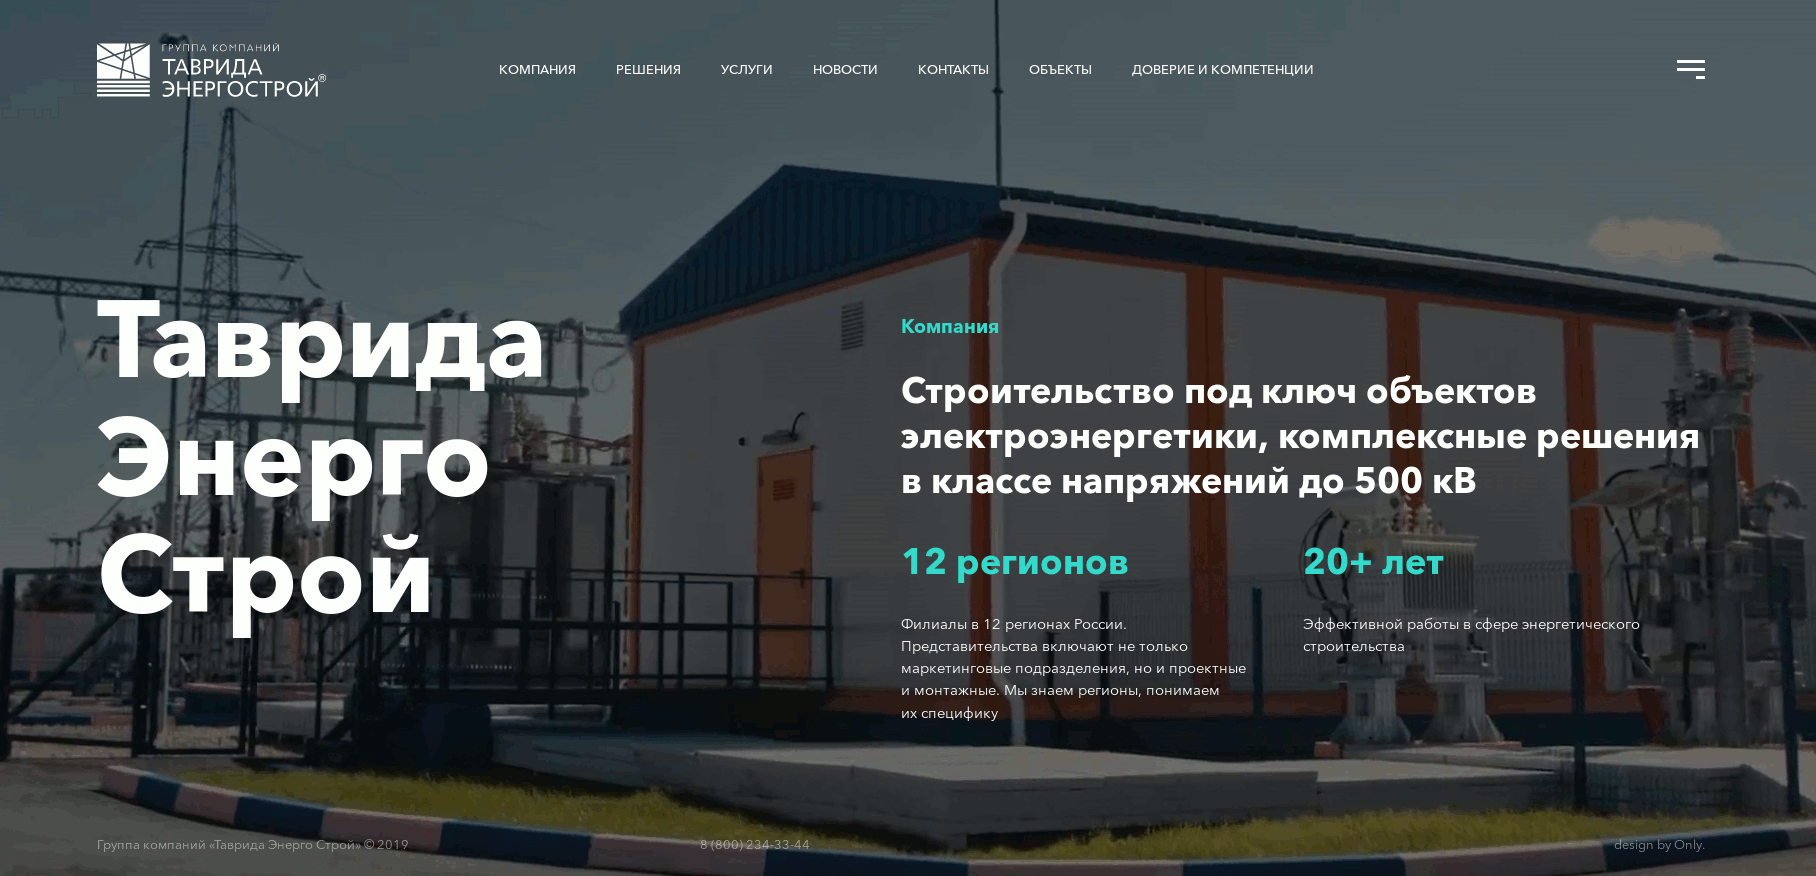 ГРУППА КОМПАНИЙ
ТАВРИДА
ЭНЕРГОСТРОЙ®
КОМПАНИЯ РЕШЕНИЯ УСЛУГИ НОВОСТИ КОНТАКТЫ ОБЪЕКТЫ ДОВЕРИЕ И КОМПЕТЕНЦИИ
Таврида
Энерго
Строй
Компания
Строительство под ключ объектов
электроэнергетики, комплексные решения
в классе напряжений до 500 кВ
12 регионов
Филиалы в 12 регионах России.
Представительства включают не только
маркетинговые подразделения, но и проектные
и монтажные. Мы знаем регионы, понимаем
их специфику
20+ лет
Эффективной работы в сфере энергетического
строительства
Группа компаний «Таврида Энерго Строй» © 2019
8 (800) 234-33-44
design by Only.